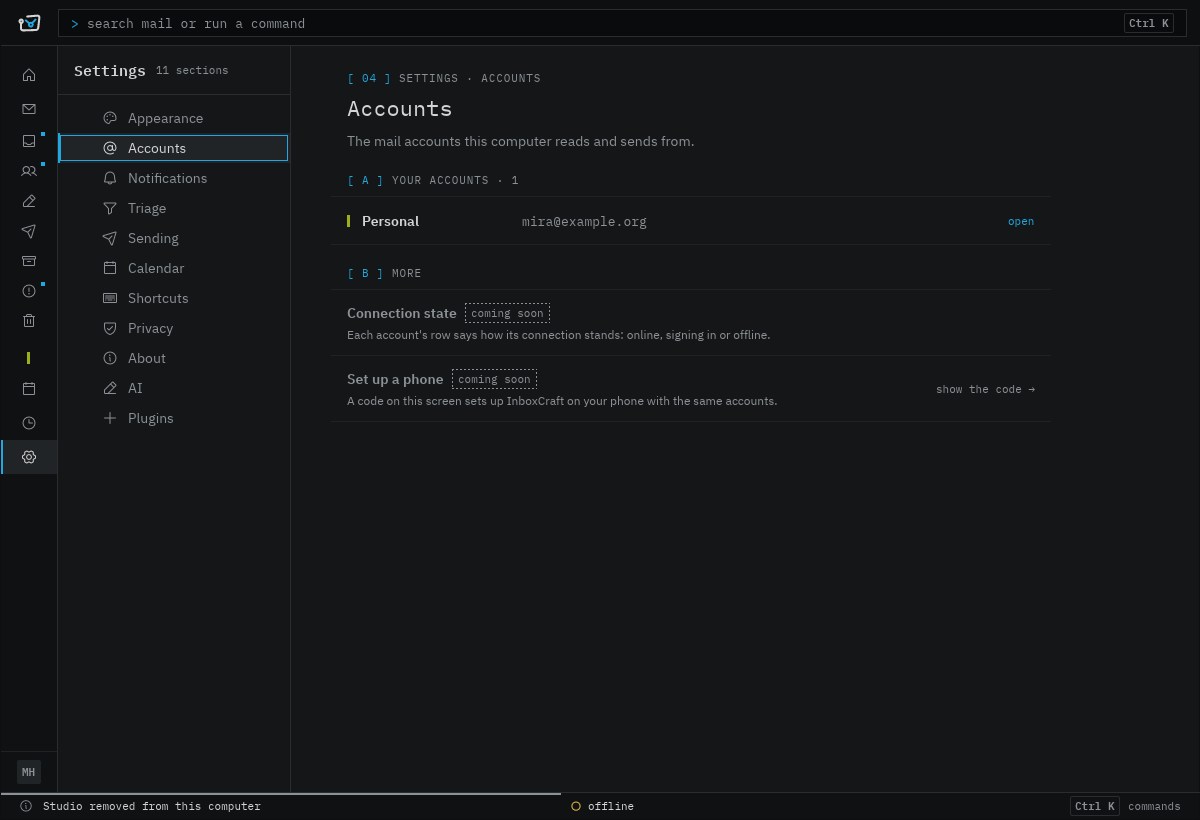 > search mail or run a command
Ctrl K
Settings 11 sections
Appearance
Accounts
Notifications
Triage
Sending
Calendar
Shortcuts
Privacy
About
AI
Plugins
MH
[ 04 ] SETTINGS · ACCOUNTS
Accounts
The mail accounts this computer reads and sends from.
[ A ] YOUR ACCOUNTS · 1
Personal mira@example.org open
[ B ] MORE
Connection state coming soon
Each account's row says how its connection stands: online, signing in or offline.
Set up a phone coming soon
A code on this screen sets up InboxCraft on your phone with the same accounts.
show the code →
Studio removed from this computer
offline
Ctrl K commands